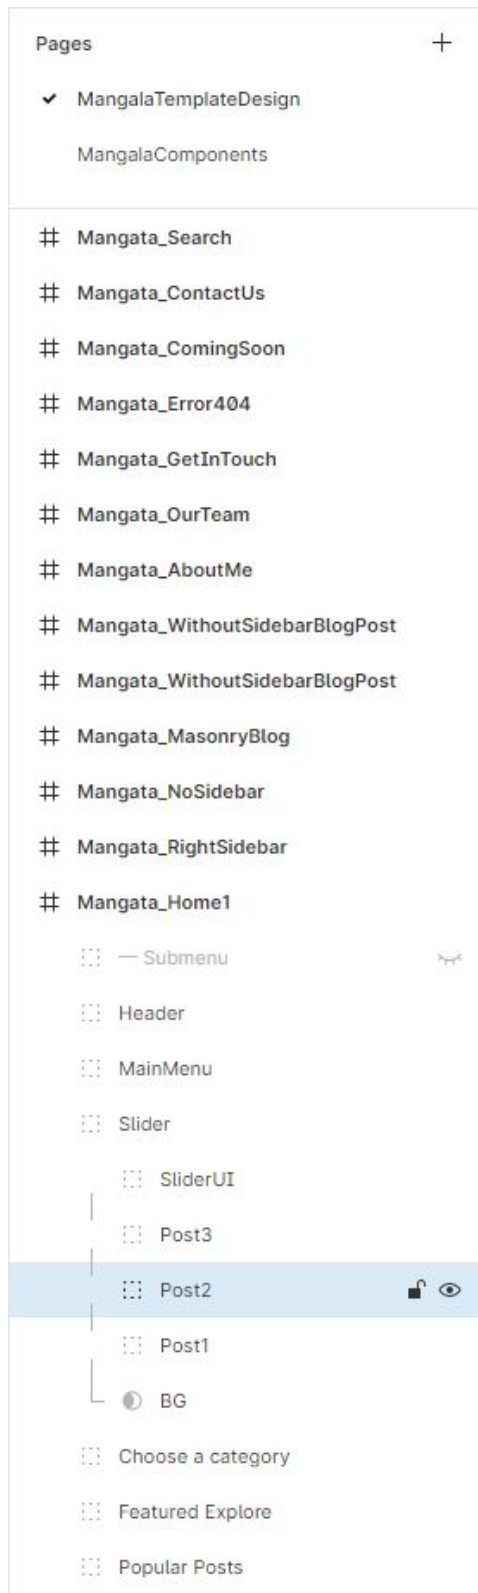 Pages
MangalaTemplateDesign
MangalaComponents
Mangata_Search
Mangata_ContactUs
Mangata_ComingSoon
Mangata_Error404
Mangata_GetInTouch
Mangata_OurTeam
Mangata_AboutMe
Mangata_WithoutSidebarBlogPost
Mangata_WithoutSidebarBlogPost
Mangata_MasonryBlog
Mangata_NoSidebar
Mangata_RightSidebar
Mangata_Home1
— Submenu
Header
MainMenu
Slider
SliderUI
Post3
Post2
Post1
BG
Choose a category
Featured Explore
Popular Posts